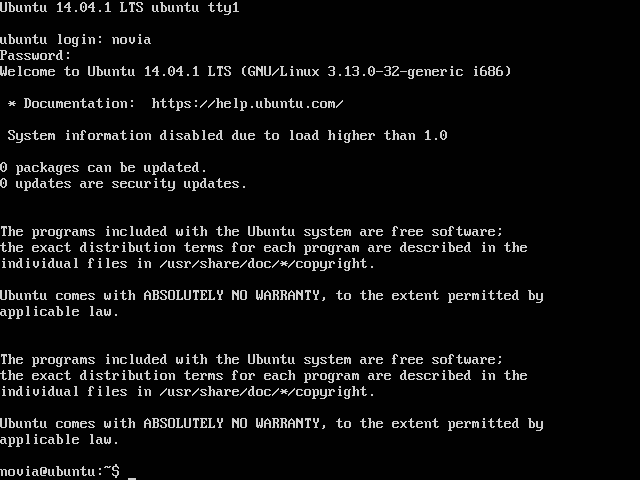 Ubuntu 14.04.1 LTS ubuntu tty1
ubuntu login: novia
Password:
Welcome to Ubuntu 14.04.1 LTS (GNU/Linux 3.13.0-32-generic i686)
* Documentation:  https://help.ubuntu.com/
System information disabled due to load higher than 1.0
0 packages can be updated.
0 updates are security updates.
The programs included with the Ubuntu system are free software;
the exact distribution terms for each program are described in the
individual files in /usr/share/doc/*/copyright.
Ubuntu comes with ABSOLUTELY NO WARRANTY, to the extent permitted by
applicable law.
The programs included with the Ubuntu system are free software;
the exact distribution terms for each program are described in the
individual files in /usr/share/doc/*/copyright.
Ubuntu comes with ABSOLUTELY NO WARRANTY, to the extent permitted by
applicable law.
novia@ubuntu:~$ _